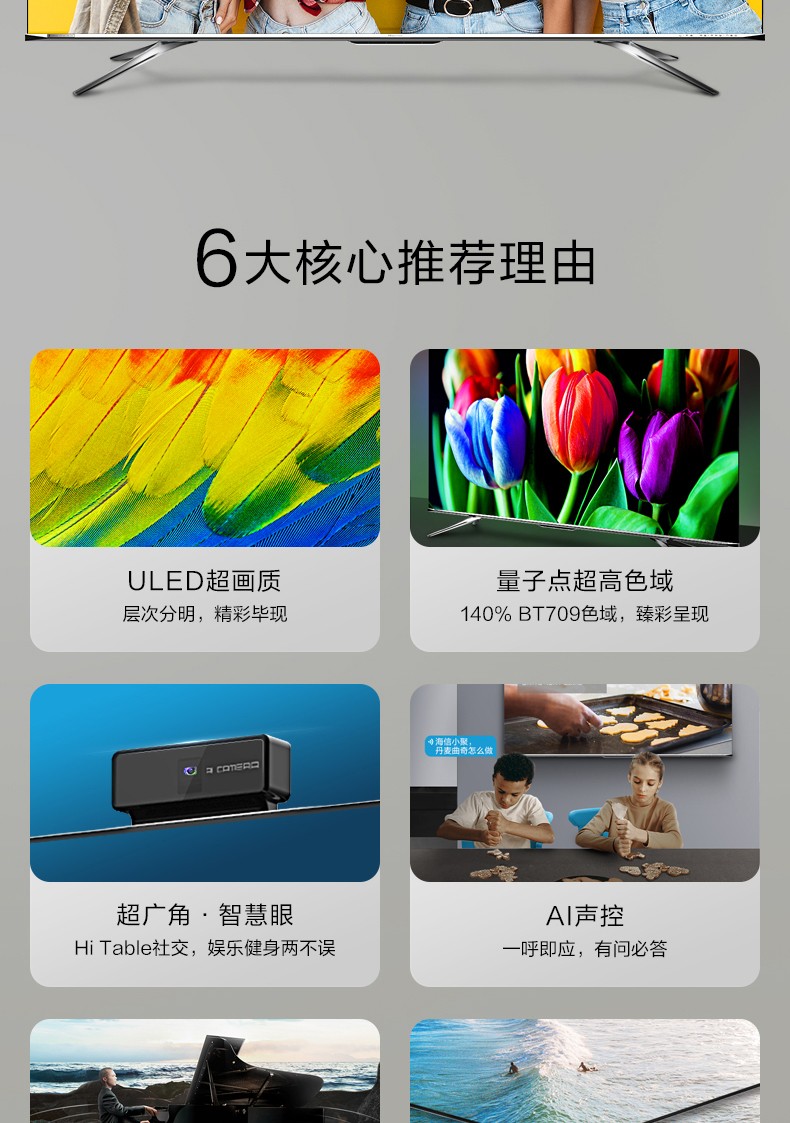 6大核心推荐理由
ULED超画质
层次分明，精彩毕现
量子点超高色域
140% BT709色域，臻彩呈现
AI CAMERA
海信小聚，
丹麦曲奇怎么做
超广角·智慧眼
Hi Table社交，娱乐健身两不误
AI声控
一呼即应，有问必答